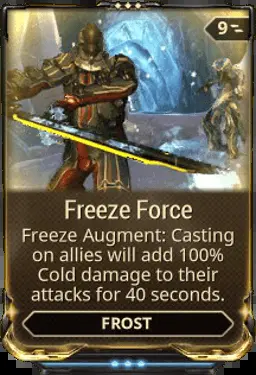 9
Freeze Force
Freeze Augment: Casting
on allies will add 100%
Cold damage to their
attacks for 40 seconds.
FROST